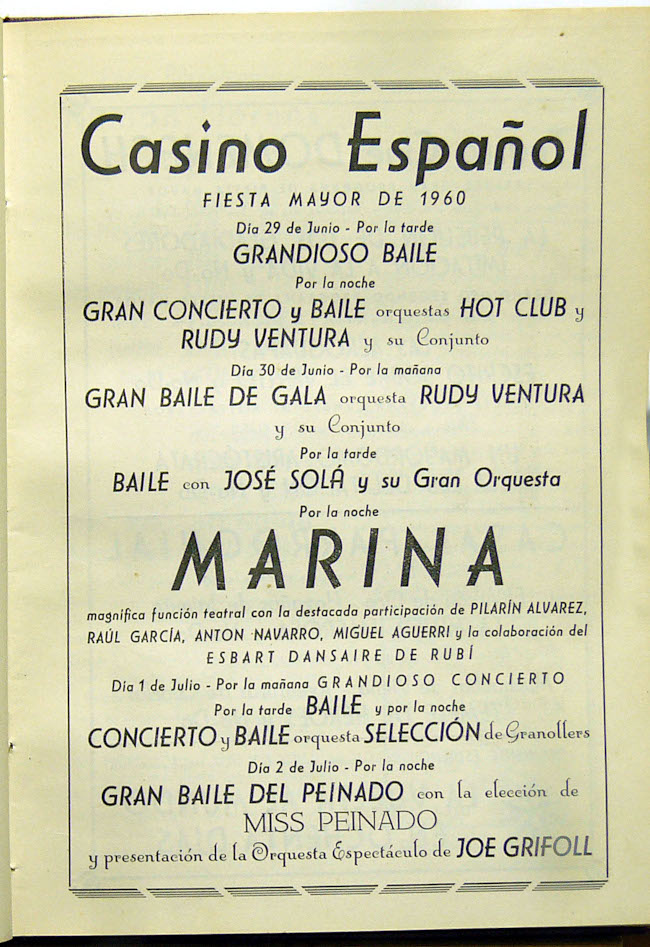 Casino Español
FIESTA MAYOR DE 1960
Día 29 de Junio - Por la tarde
GRANDIOSO BAILE
Por la noche
GRAN CONCIERTO y BAILE orquestas HOT CLUB y
RUDY VENTURA y su Conjunto
Día 30 de Junio - Por la mañana
GRAN BAILE DE GALA orquesta RUDY VENTURA
y su Conjunto
Por la tarde
BAILE con JOSÉ SOLÁ y su Gran Orquesta
Por la noche
MARINA
magnífica función teatral con la destacada participación de PILARÍN ALVAREZ,
RAÚL GARCÍA, ANTON NAVARRO, MIGUEL AGUERRI y la colaboración del
ESBART DANSAIRE DE RUBÍ
Día 1 de Julio - Por la mañana GRANDIOSO CONCIERTO
Por la tarde BAILE y por la noche
CONCIERTO y BAILE orquesta SELECCIÓN de Granollers
Día 2 de Julio - Por la noche
GRAN BAILE DEL PEINADO con la elección de
MISS PEINADO
y presentación de la Orquesta Espectáculo de JOE GRIFOLL